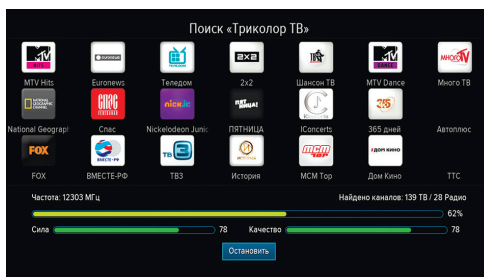 Поиск «Триколор ТВ»
MTV Hits Euronews Теледом 2x2 Шансон ТВ MTV Dance Много ТВ
National Geograpl Спас Nickelodeon Junic ПЯТНИЦА IConcerts 365 дней Автоплюс
FOX ВМЕСТЕ-РФ ТВ3 История MCM Top Дом Кино ТТС
Частота: 12303 МГц Найдено каналов: 139 ТВ / 28 Радио
62%
Сила 78 Качество 78
Остановить